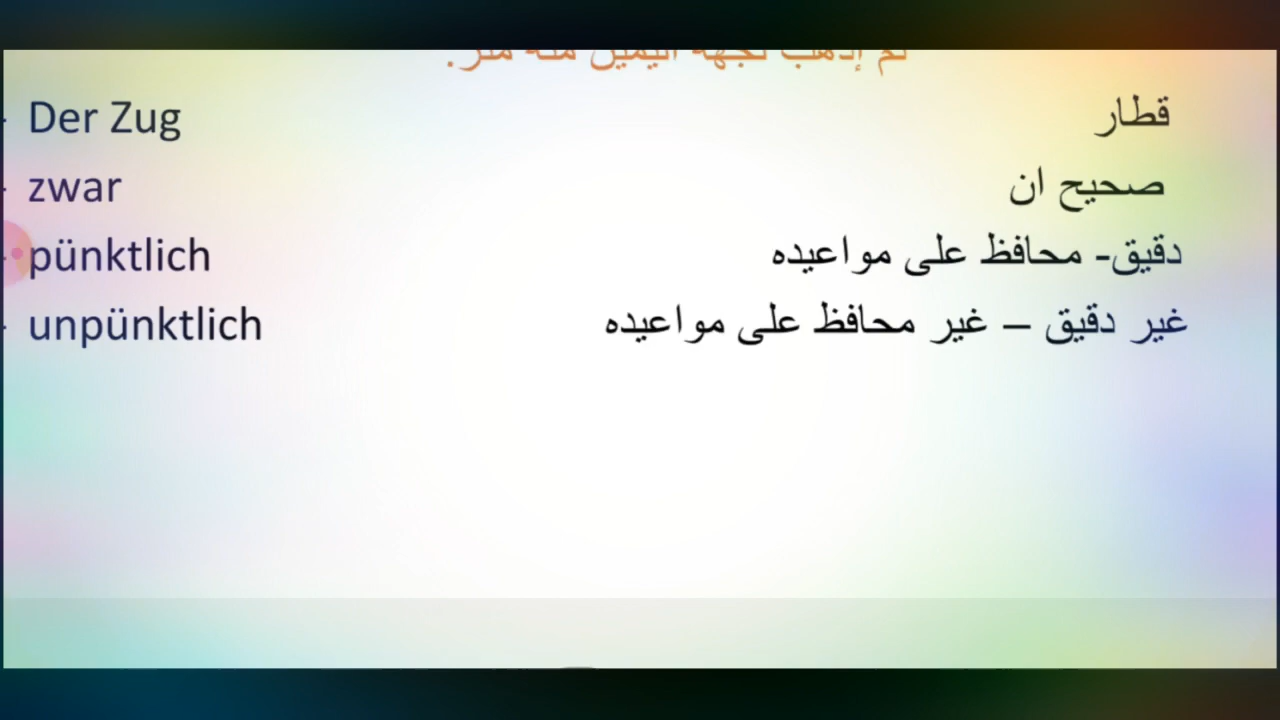 Der Zug قطار
zwar صحيح ان
pünktlich دقيق- محافظ على مواعيده
unpünktlich غير دقيق – غير محافظ على مواعيده